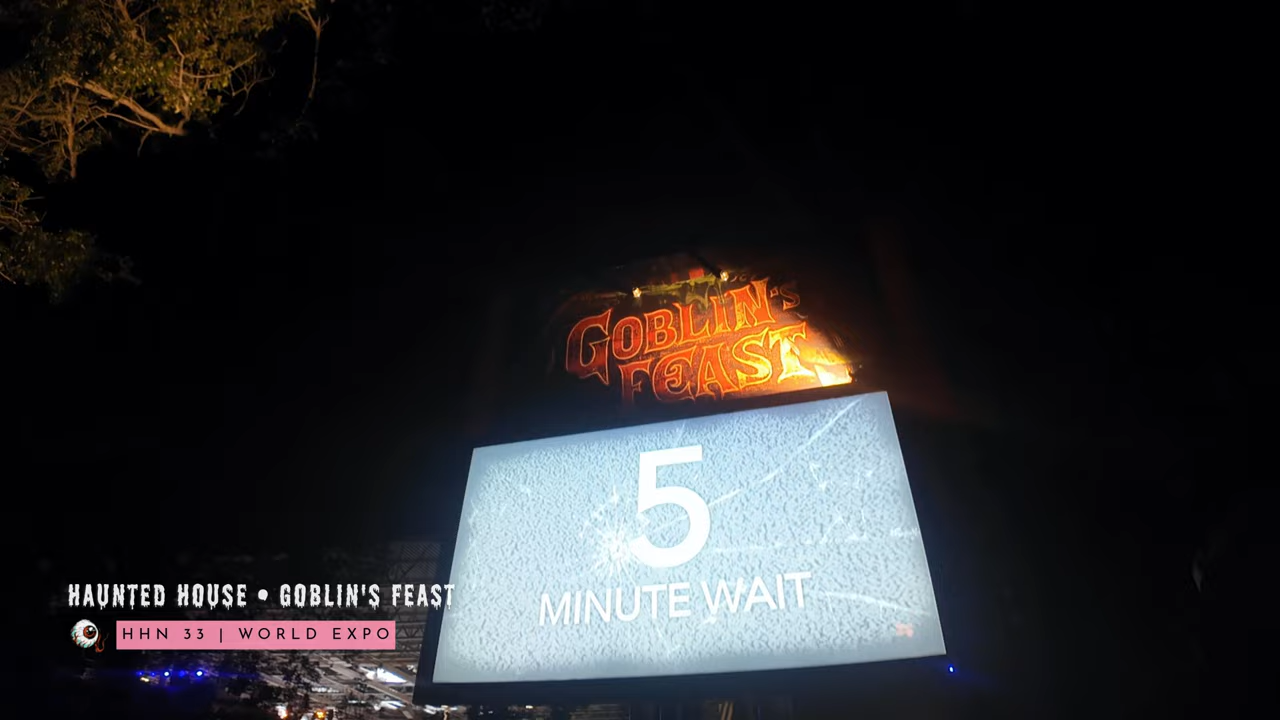 GOBLIN'S
FEAST
5
MINUTE WAIT
HAUNTED HOUSE • GOBLIN'S FEAST
HHN 33 | WORLD EXPO